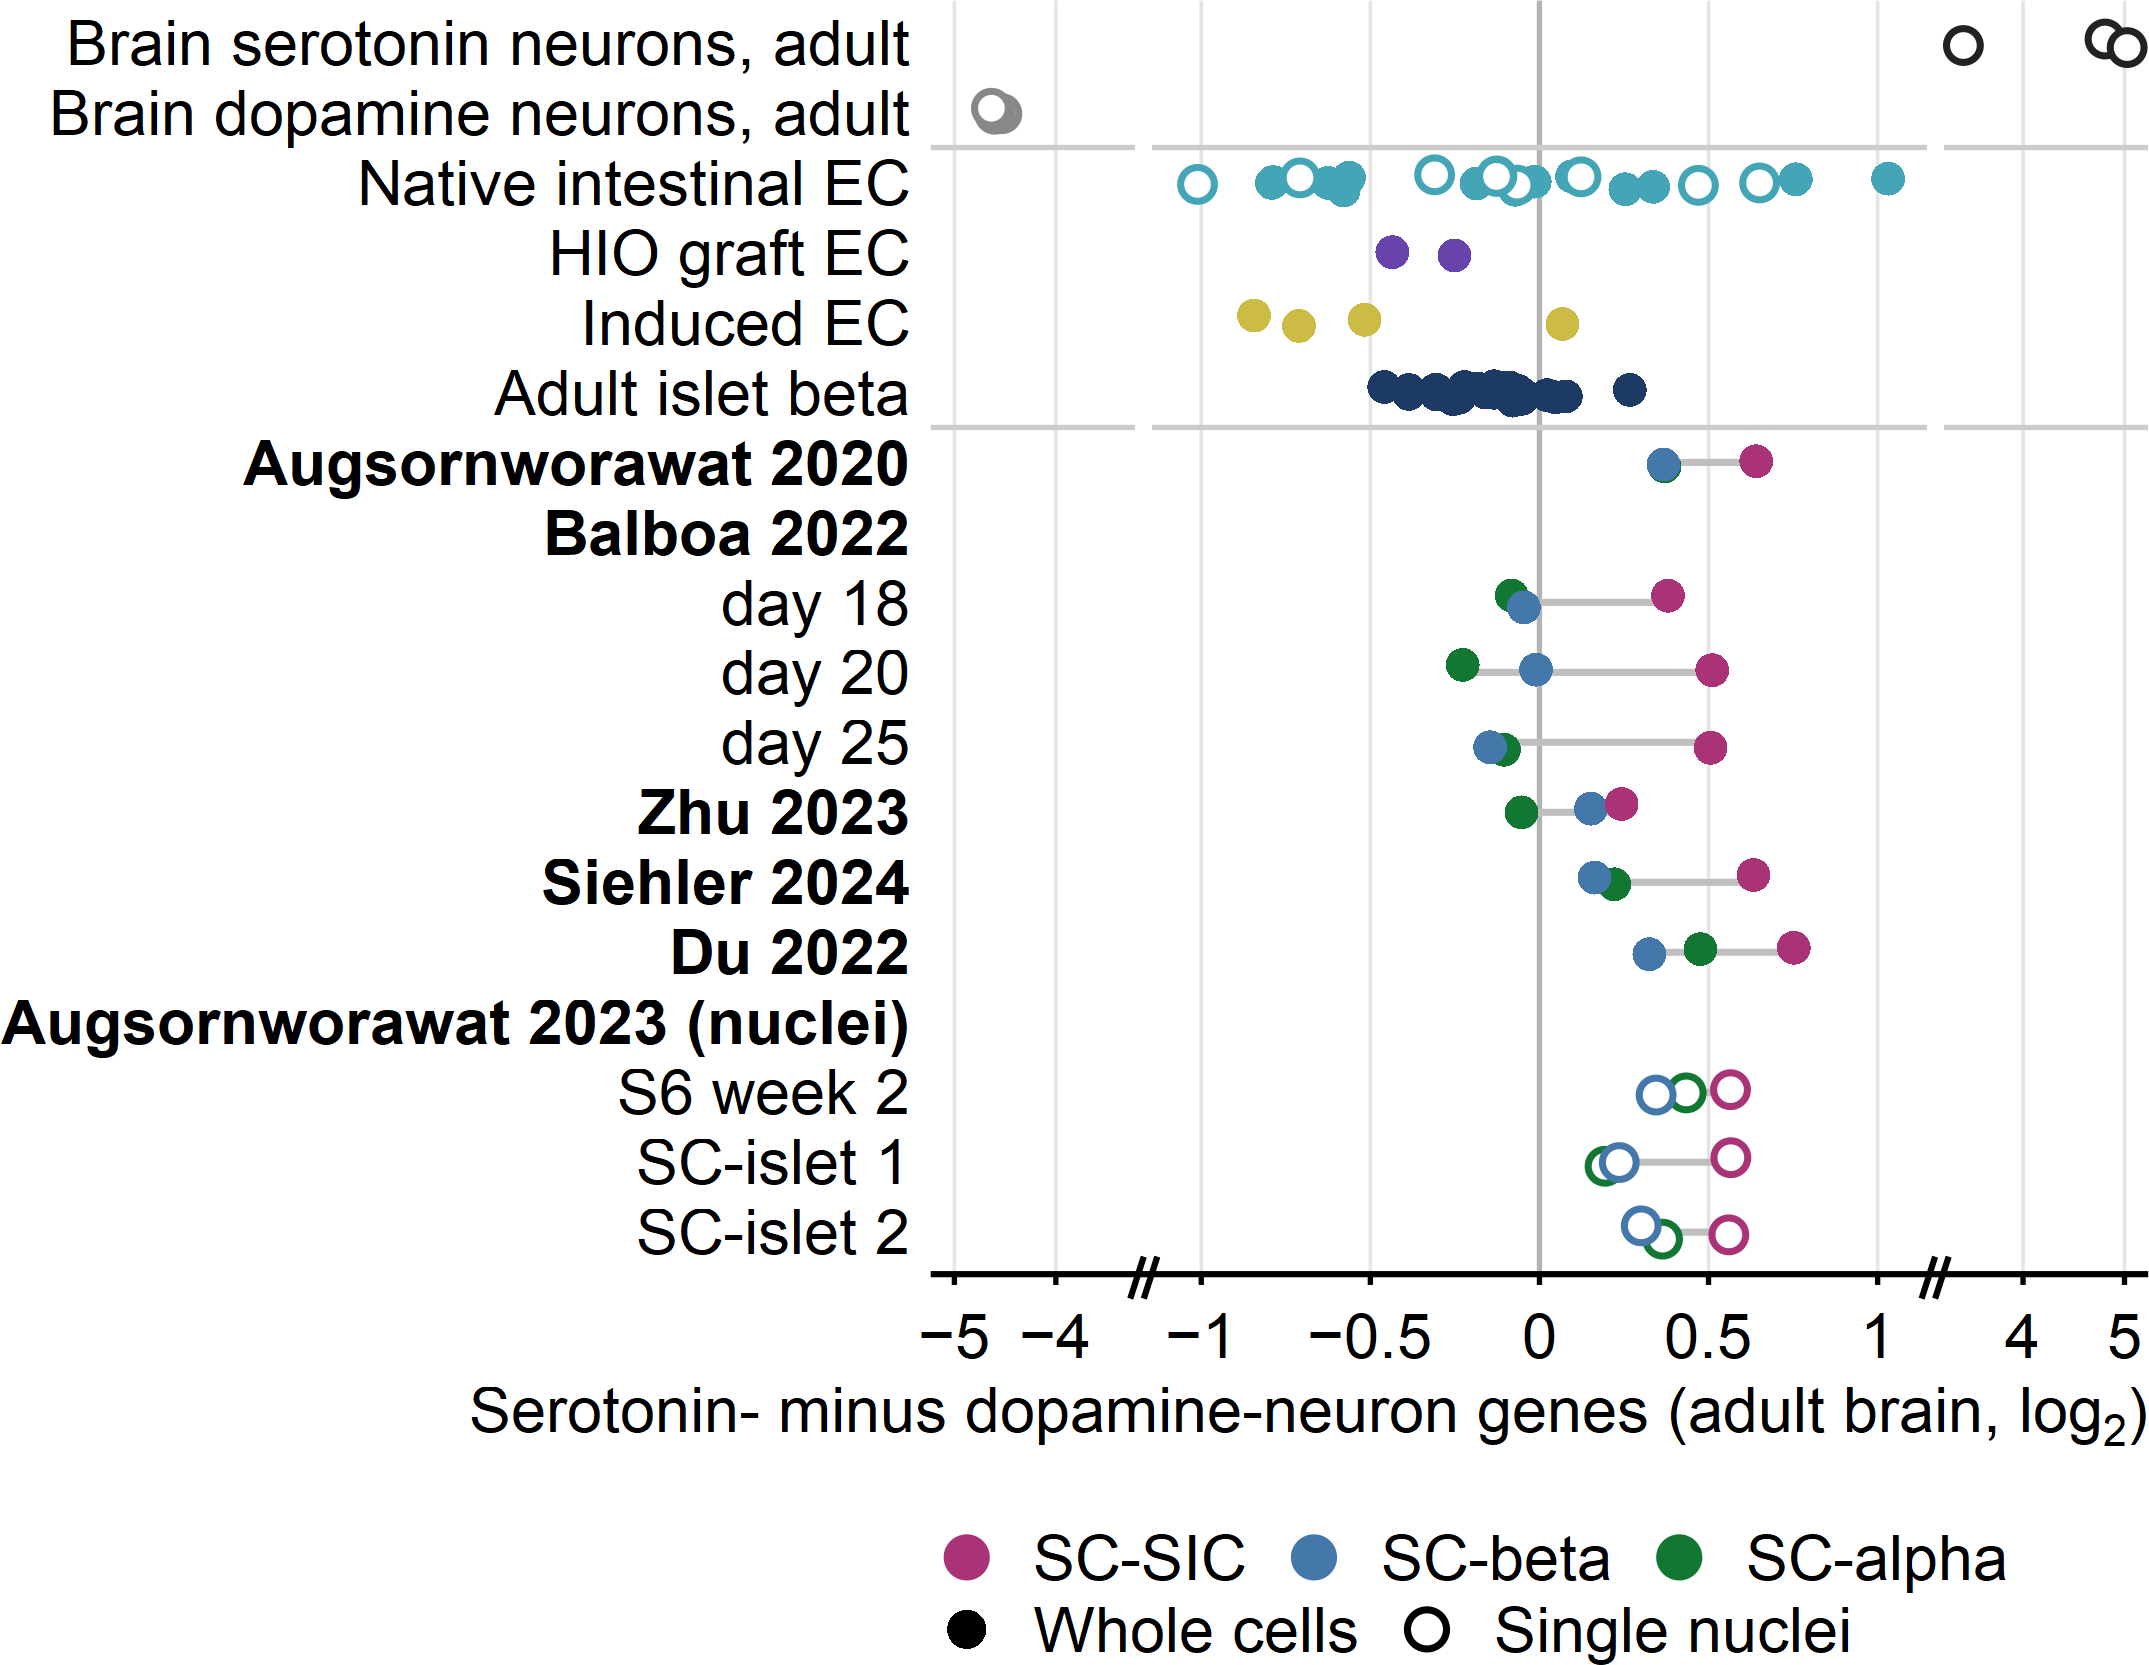 Brain serotonin neurons, adult
Brain dopamine neurons, adult
Native intestinal EC
HIO graft EC
Induced EC
Adult islet beta
Augsornworawat 2020
Balboa 2022
day 18
day 20
day 25
Zhu 2023
Siehler 2024
Du 2022
Augsornworawat 2023 (nuclei)
S6 week 2
SC-islet 1
SC-islet 2
−5 −4 −1 −0.5 0 0.5 1 4 5
Serotonin- minus dopamine-neuron genes (adult brain, log₂)
SC-SIC SC-beta SC-alpha
Whole cells Single nuclei